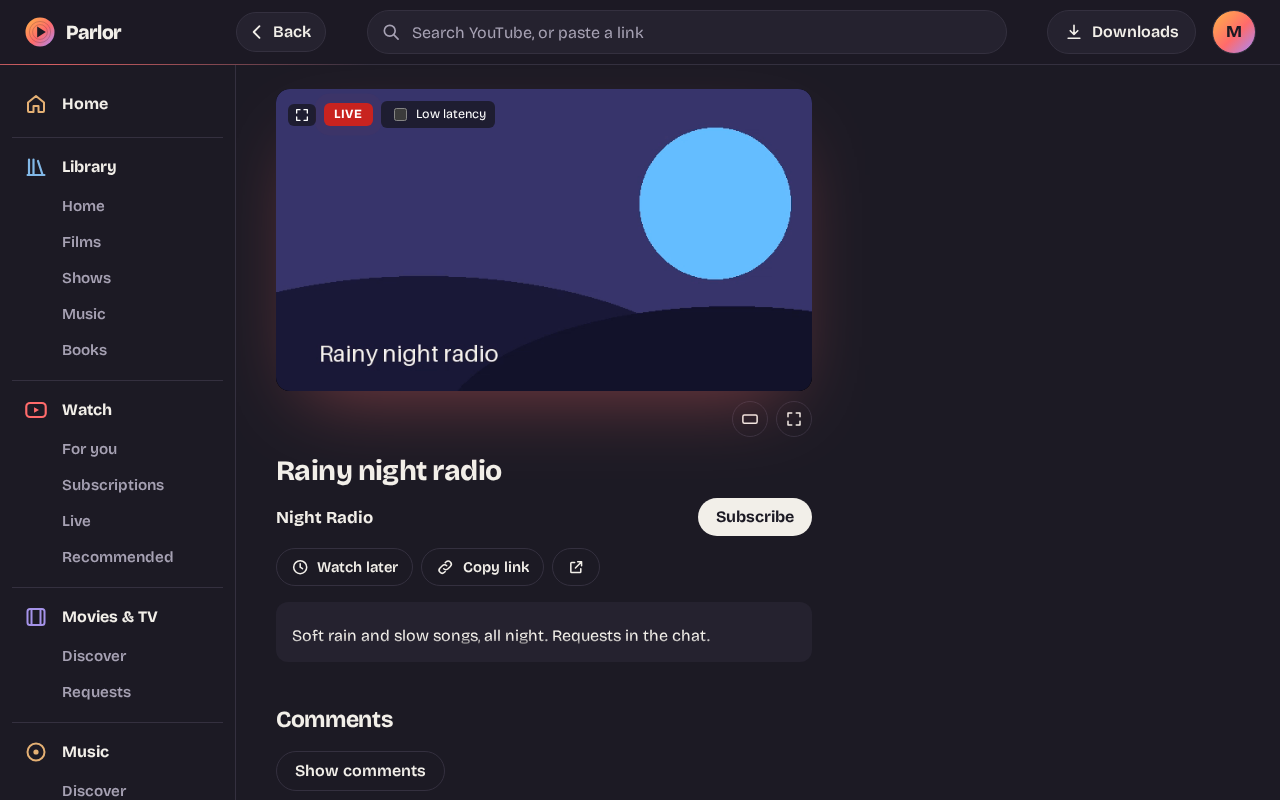 Parlor
Back
Search YouTube, or paste a link
Downloads
M
Home
Library
Home
Films
Shows
Music
Books
Watch
For you
Subscriptions
Live
Recommended
Movies & TV
Discover
Requests
Music
Discover
LIVE
Low latency
Rainy night radio
Rainy night radio
Night Radio
Subscribe
Watch later
Copy link
Soft rain and slow songs, all night. Requests in the chat.
Comments
Show comments